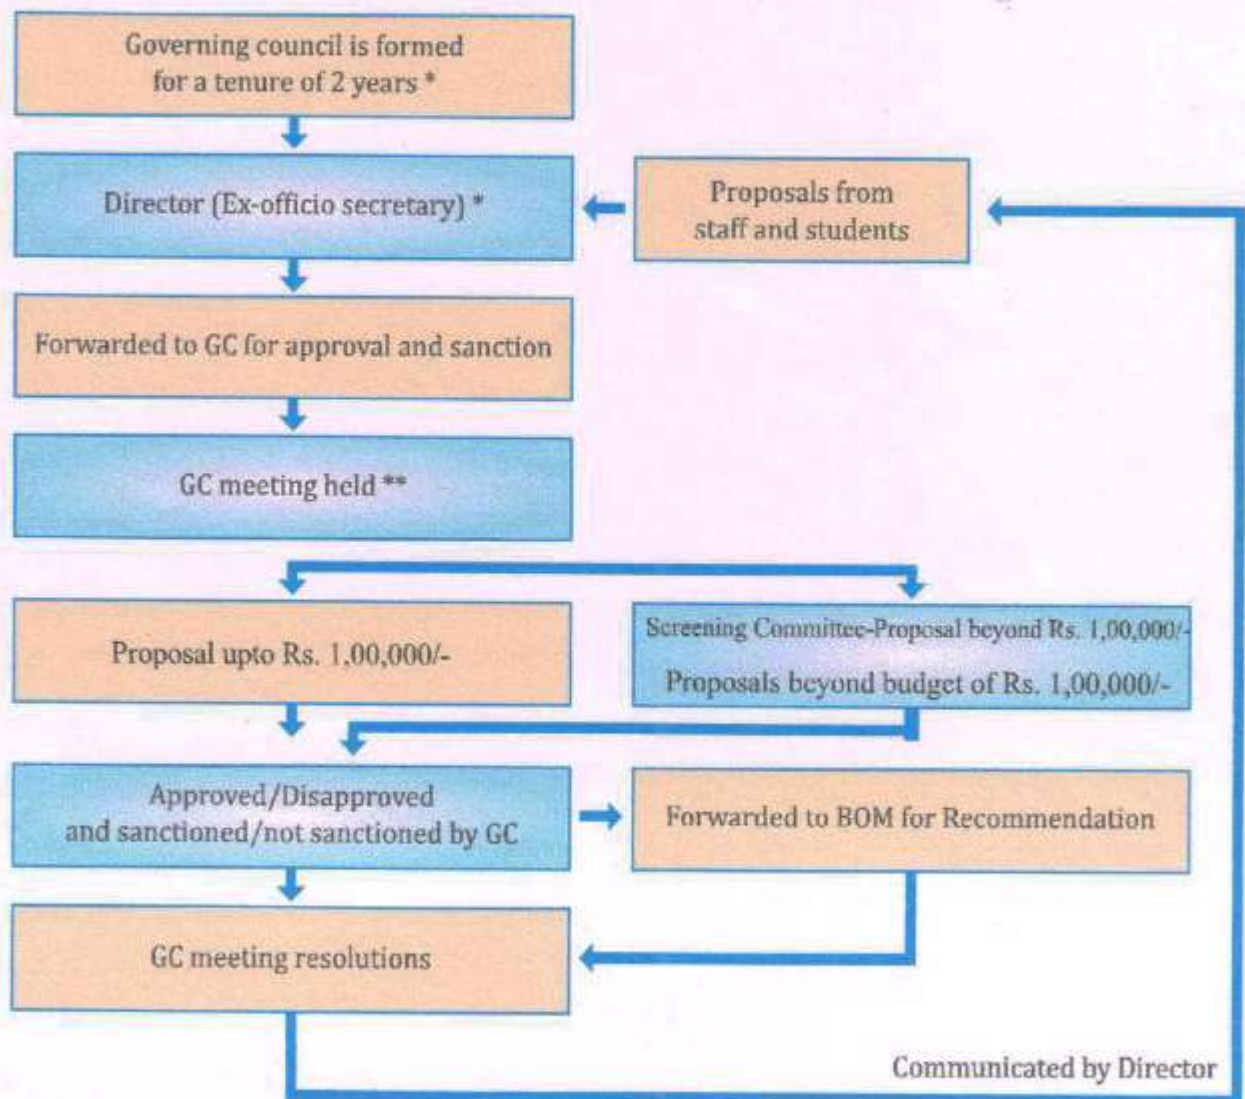 Governing council is formed
for a tenure of 2 years *
Director (Ex-officio secretary) *
Proposals from
staff and students
Forwarded to GC for approval and sanction
GC meeting held **
Proposal upto Rs. 1,00,000/-
Screening Committee-Proposal beyond Rs. 1,00,000/-
Proposals beyond budget of Rs. 1,00,000/-
Approved/Disapproved
and sanctioned/not sanctioned by GC
Forwarded to BOM for Recommendation
GC meeting resolutions
Communicated by Director